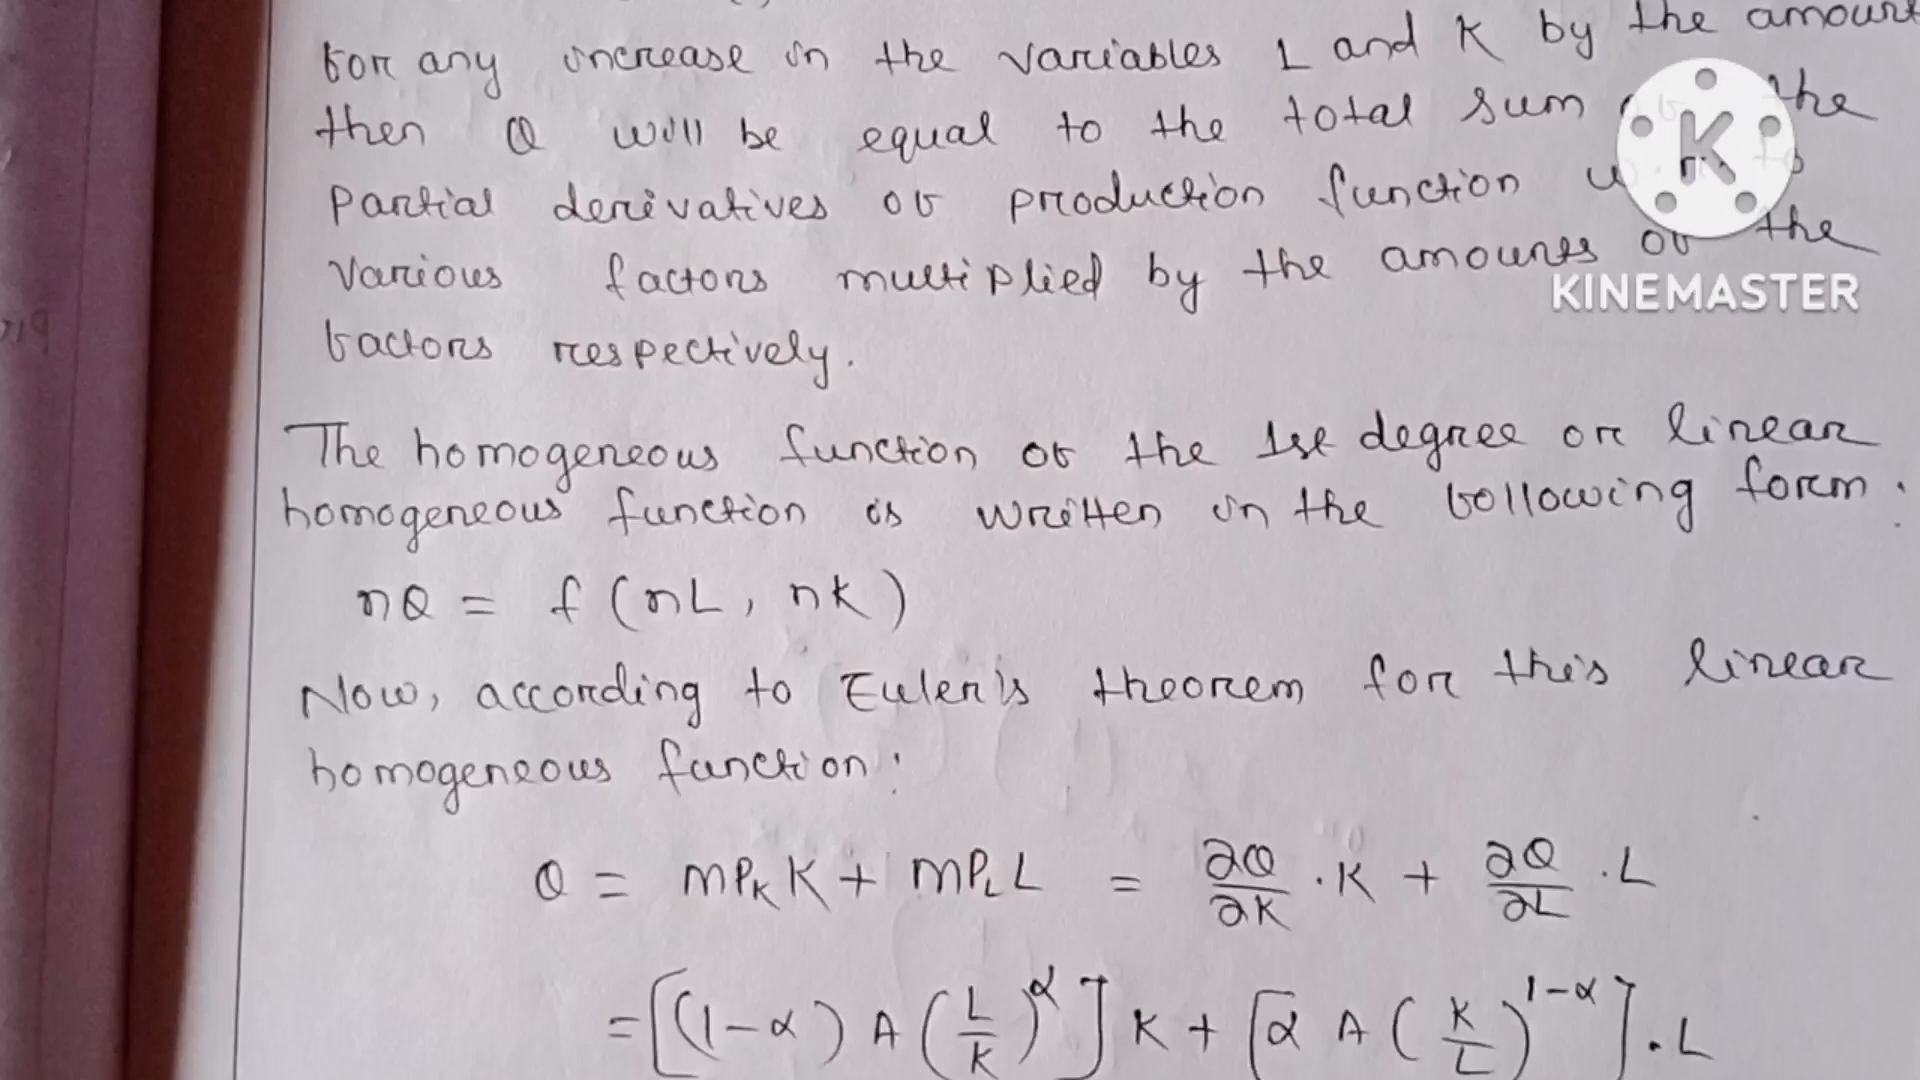 for any increase in the variables L and K by the amount
then Q will be equal to the total sum the
partial derivatives of production function
various factors multiplied by the amounts of the
factors respectively.
The homogeneous function of the 1st degree or linear
homogeneous function is written in the following form.
nQ = f (nL, nK)
Now, according to Euler's theorem for this linear
homogeneous function:
Q = MP_K K + MP_L L = ∂Q/∂K . K + ∂Q/∂L . L
= [(1-α) A (L/K)^α] K + [α A (K/L)^1-α] . L
K
KINEMASTER